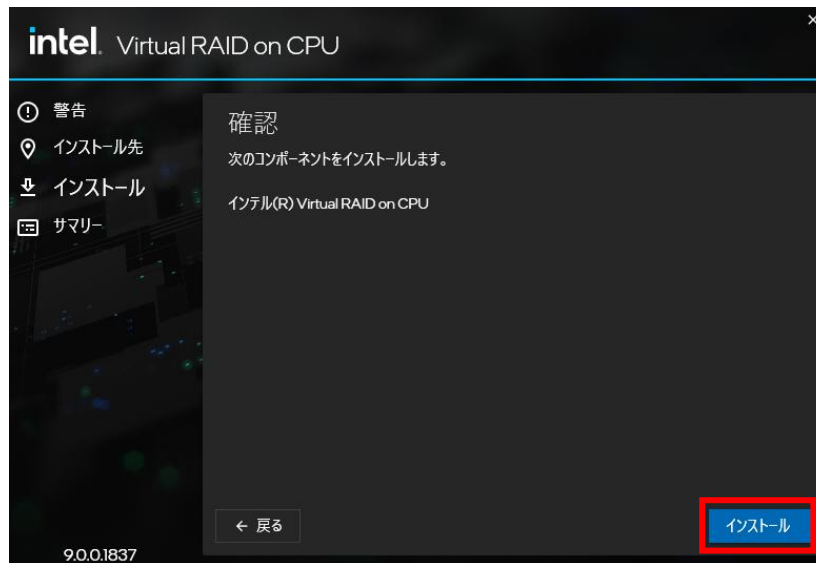 intel. Virtual RAID on CPU
警告
インストール先
インストール
サマリー
確認
次のコンポーネントをインストールします。
インテル(R) Virtual RAID on CPU
← 戻る
インストール
9.0.0.1837